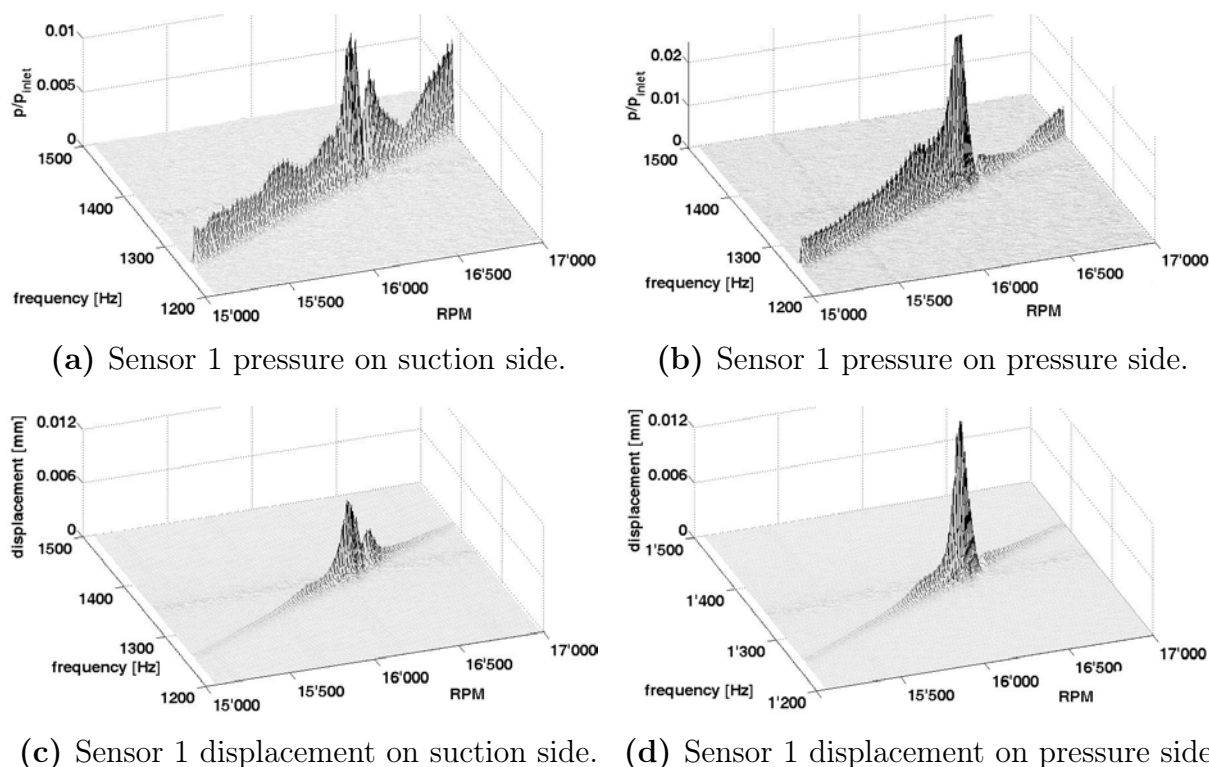 0.01
0.005
0
p/p_inlet
1500
1400
1300
1200
frequency [Hz]
15'000
15'500
16'000
16'500
17'000
RPM
(a) Sensor 1 pressure on suction side.
0.02
0.01
0
p/p_inlet
1500
1400
1300
1200
frequency [Hz]
15'000
15'500
16'000
16'500
17'000
RPM
(b) Sensor 1 pressure on pressure side.
0.012
0.006
0
displacement [mm]
1500
1400
1300
1200
frequency [Hz]
15'000
15'500
16'000
16'500
17'000
RPM
(c) Sensor 1 displacement on suction side.
0.012
0.006
0
displacement [mm]
1'500
1'400
1'300
1'200
frequency [Hz]
15'500
16'000
16'500
17'000
RPM
(d) Sensor 1 displacement on pressure side